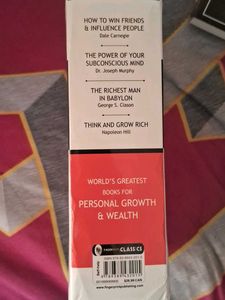 HOW TO WIN FRIENDS
& INFLUENCE PEOPLE
Dale Carnegie
THE POWER OF YOUR
SUBCONSCIOUS MIND
Dr. Joseph Murphy
THE RICHEST MAN
IN BABYLON
George S. Clason
THINK AND GROW RICH
Napoleon Hill
WORLD'S GREATEST
BOOKS FOR
PERSONAL GROWTH
& WEALTH
CLASSICS
www.fingerprintpublishing.com